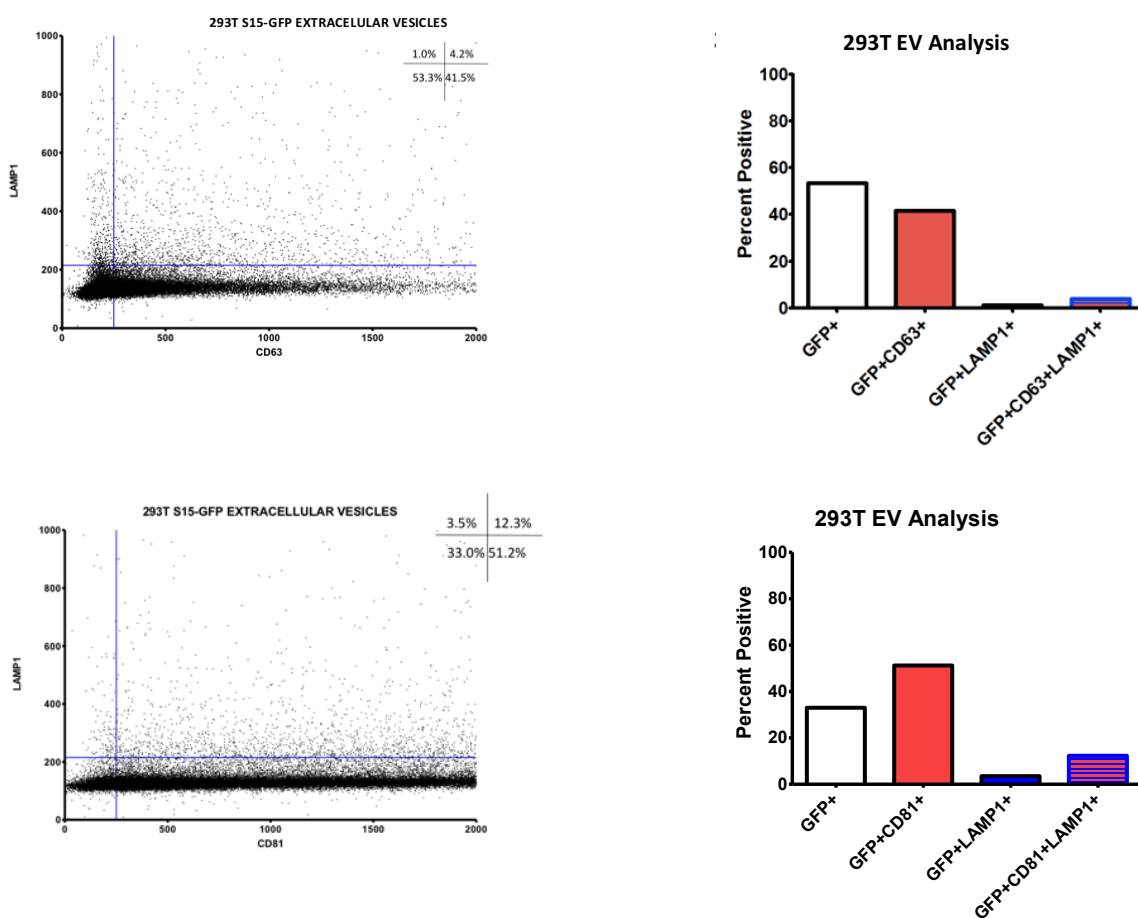 293T S15-GFP EXTRACELULAR VESICLES
1.0% 4.2%
53.3% 41.5%
1000
800
600
400
200
0
LAMP1
0 500 1000 1500 2000
CD63
293T EV Analysis
100
80
60
40
20
0
Percent Positive
GFP+
GFP+CD63+
GFP+LAMP1+
GFP+CD63+LAMP1+
293T S15-GFP EXTRACELLULAR VESICLES
3.5% 12.3%
33.0% 51.2%
1000
800
600
400
200
0
LAMP1
0 500 1000 1500 2000
CD81
293T EV Analysis
100
80
60
40
20
0
Percent Positive
GFP+
GFP+CD81+
GFP+LAMP1+
GFP+CD81+LAMP1+